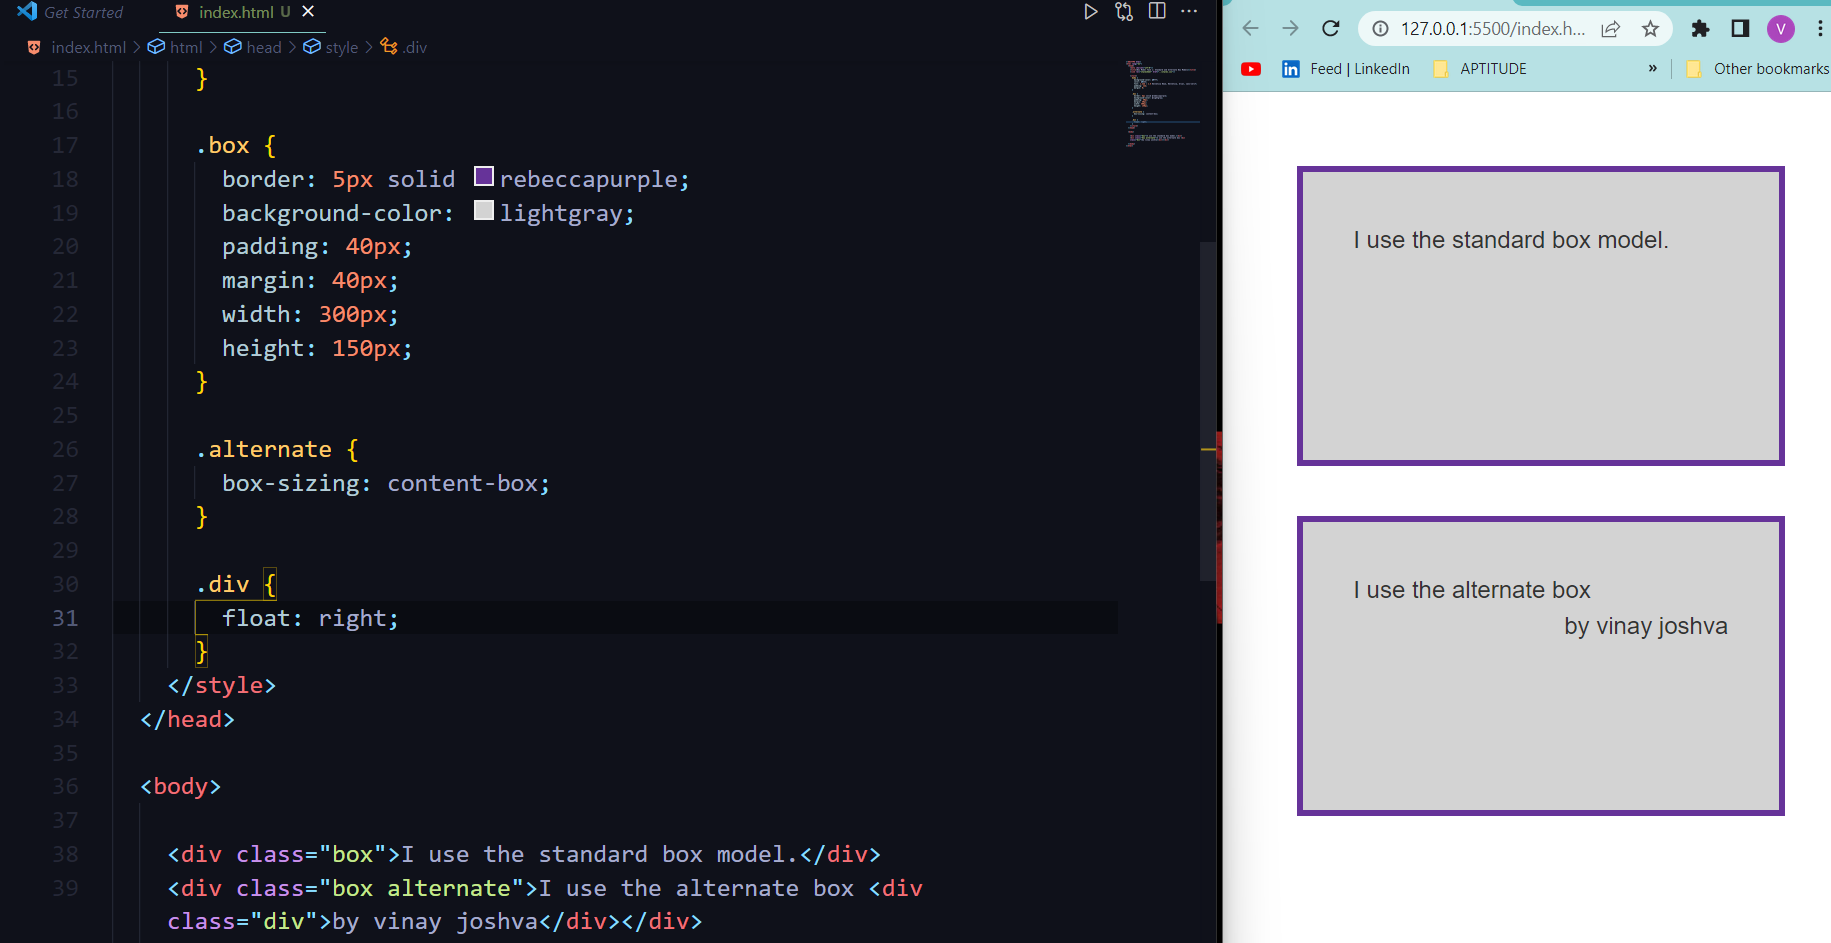 Get Started
index.html U
index.html > html > head > style > .div
15 }
16
17 .box {
18 border: 5px solid rebeccapurple;
19 background-color: lightgray;
20 padding: 40px;
21 margin: 40px;
22 width: 300px;
23 height: 150px;
24 }
25
26 .alternate {
27 box-sizing: content-box;
28 }
29
30 .div {
31 float: right;
32 }
33 </style>
34 </head>
35
36 <body>
37
38 <div class="box">I use the standard box model.</div>
39 <div class="box alternate">I use the alternate box <div
class="div">by vinay joshva</div></div>
127.0.0.1:5500/index.h...
V
Feed | LinkedIn
APTITUDE
»
Other bookmarks
I use the standard box model.
I use the alternate box
by vinay joshva